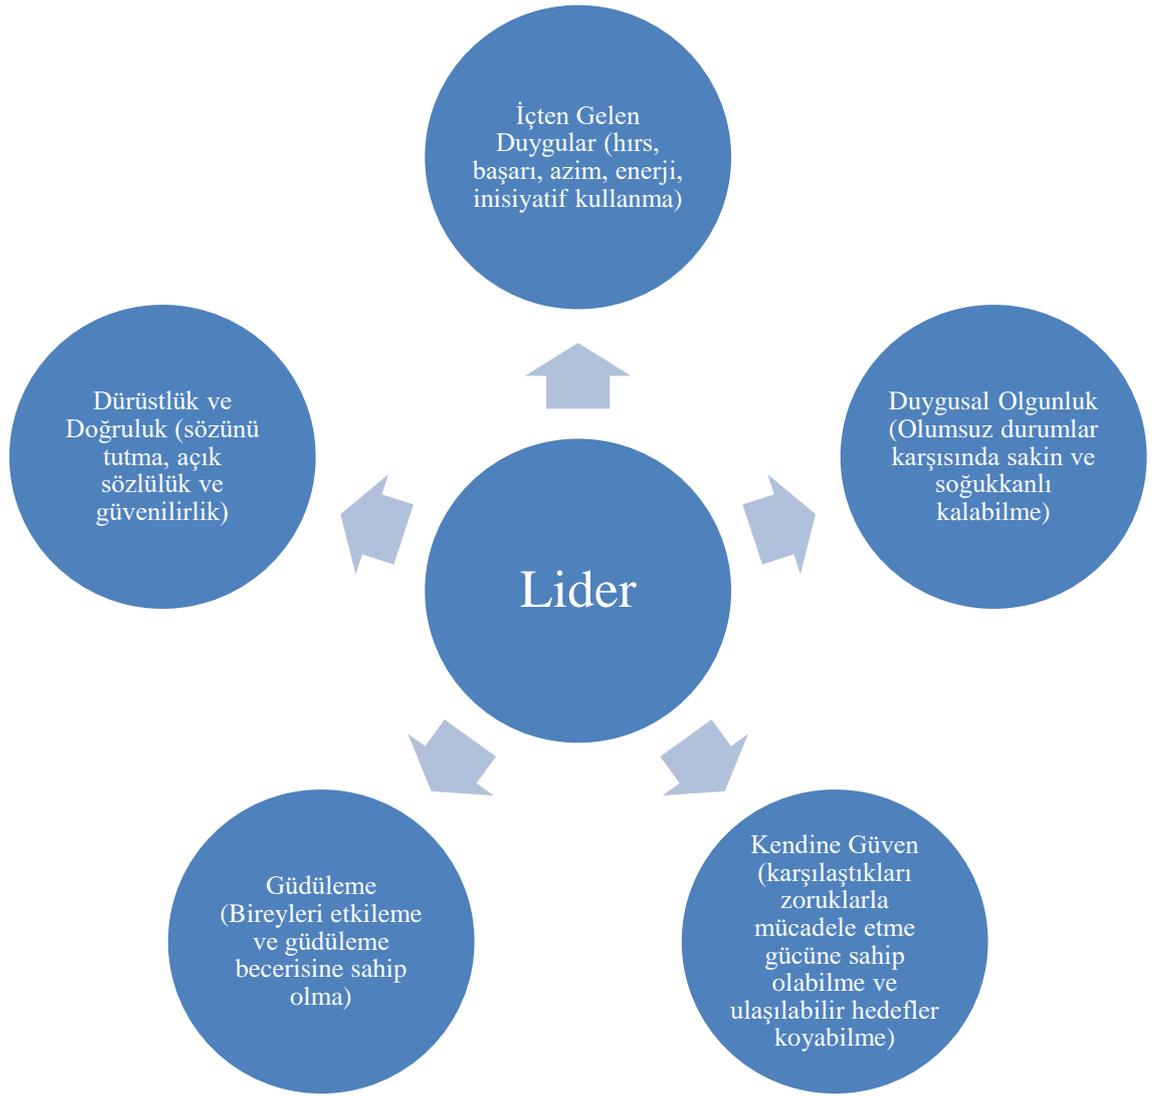 İçten Gelen
Duygular (hırs,
başarı, azim, enerji,
inisiyatif kullanma)
Dürüstlük ve
Doğruluk (sözünü
tutma, açık
sözlülük ve
güvenilirlik)
Duygusal Olgunluk
(Olumsuz durumlar
karşısında sakin ve
soğukkanlı
kalabilme)
Lider
Güdüleme
(Bireyleri etkileme
ve güdüleme
becerisine sahip
olma)
Kendine Güven
(karşılaştıkları
zoruklarla
mücadele etme
gücüne sahip
olabilme ve
ulaşılabilir hedefler
koyabilme)